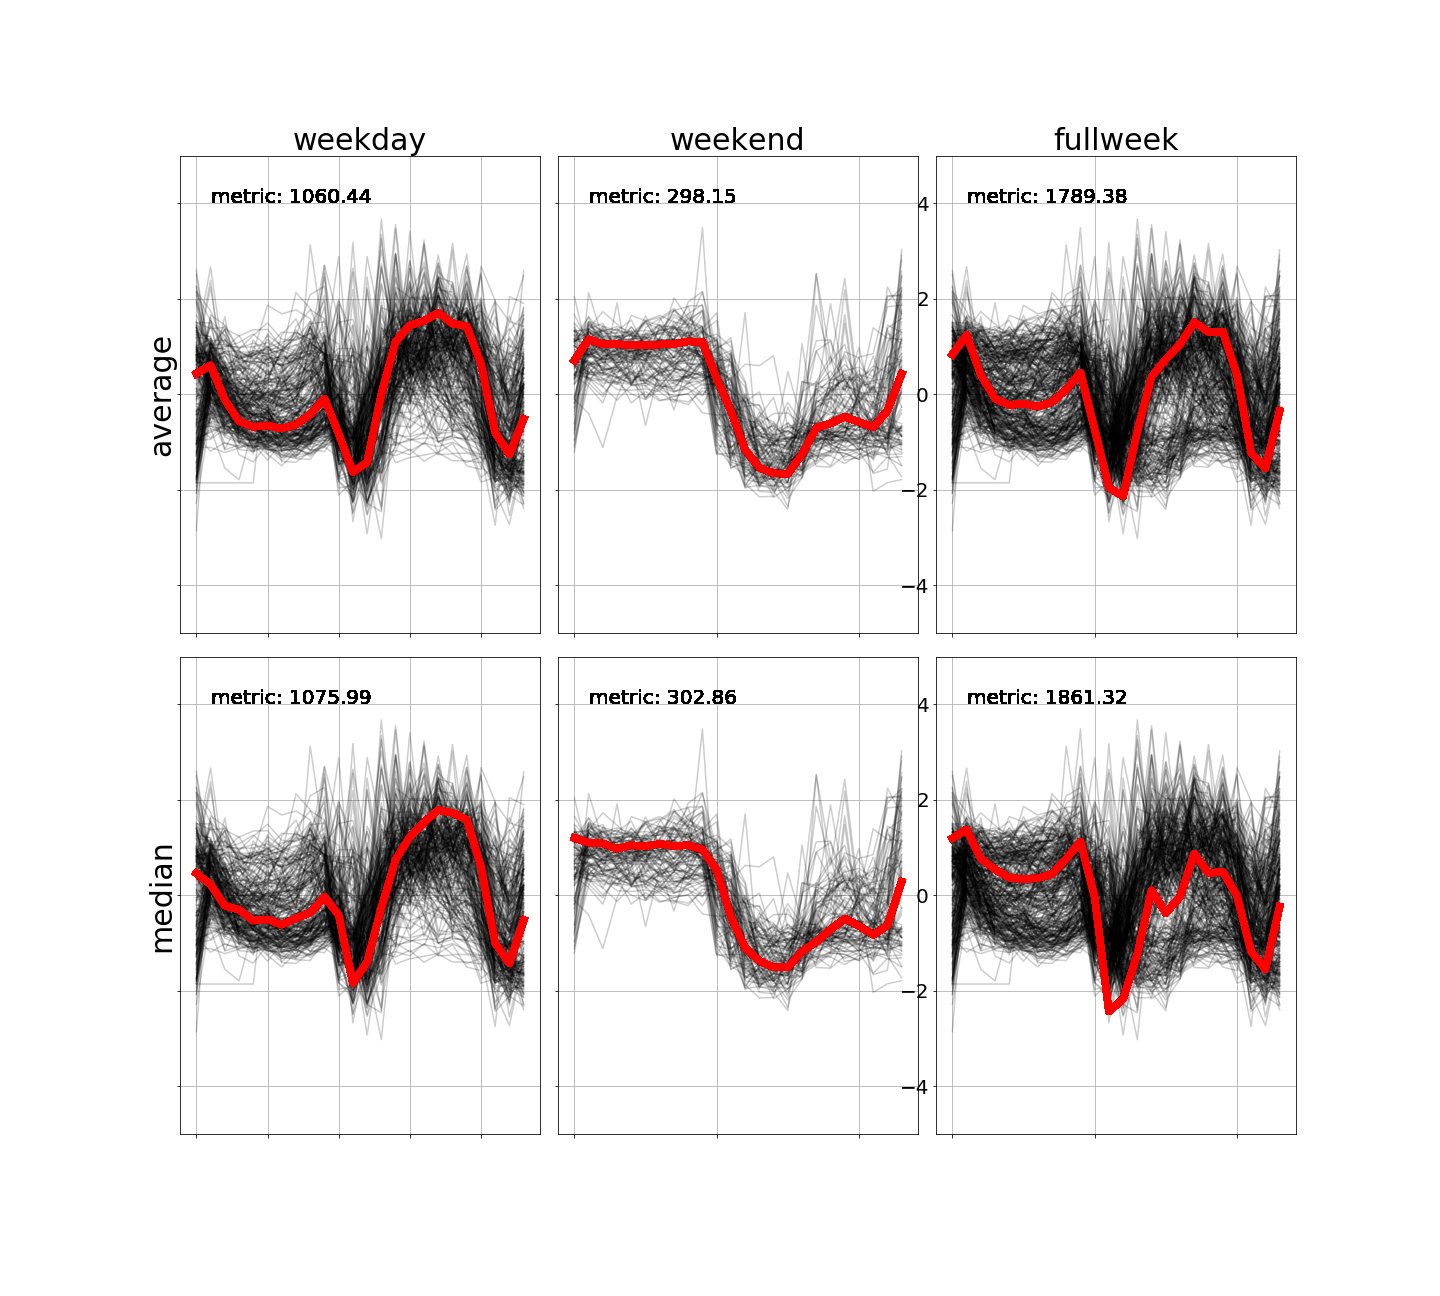 weekday weekend fullweek
average
metric: 1060.44
metric: 298.15
metric: 1789.38
4
2
0
−2
−4
median
metric: 1075.99
metric: 302.86
metric: 1861.32
4
2
0
−2
−4